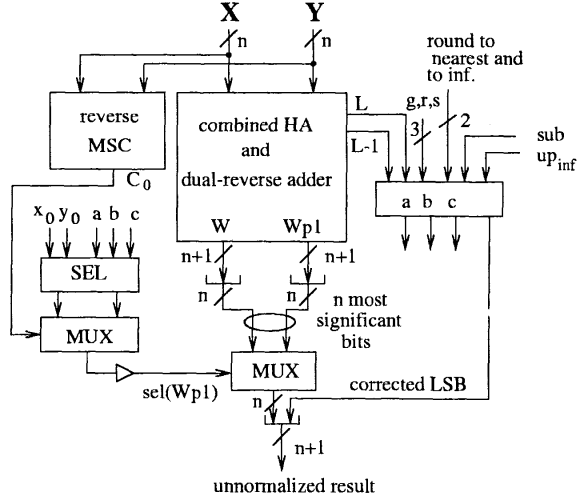 X Y
n n
round to
nearest and
to inf.
reverse
MSC
combined HA
and
dual-reverse adder
L
L-1
g,r,s
3 2
sub
up_inf
C_0
a b c
x_0 y_0 a b c
W Wp1
n+1 n+1
SEL
n n
n most
significant
bits
MUX
MUX
sel(Wp1)
corrected LSB
n
n+1
unnormalized result